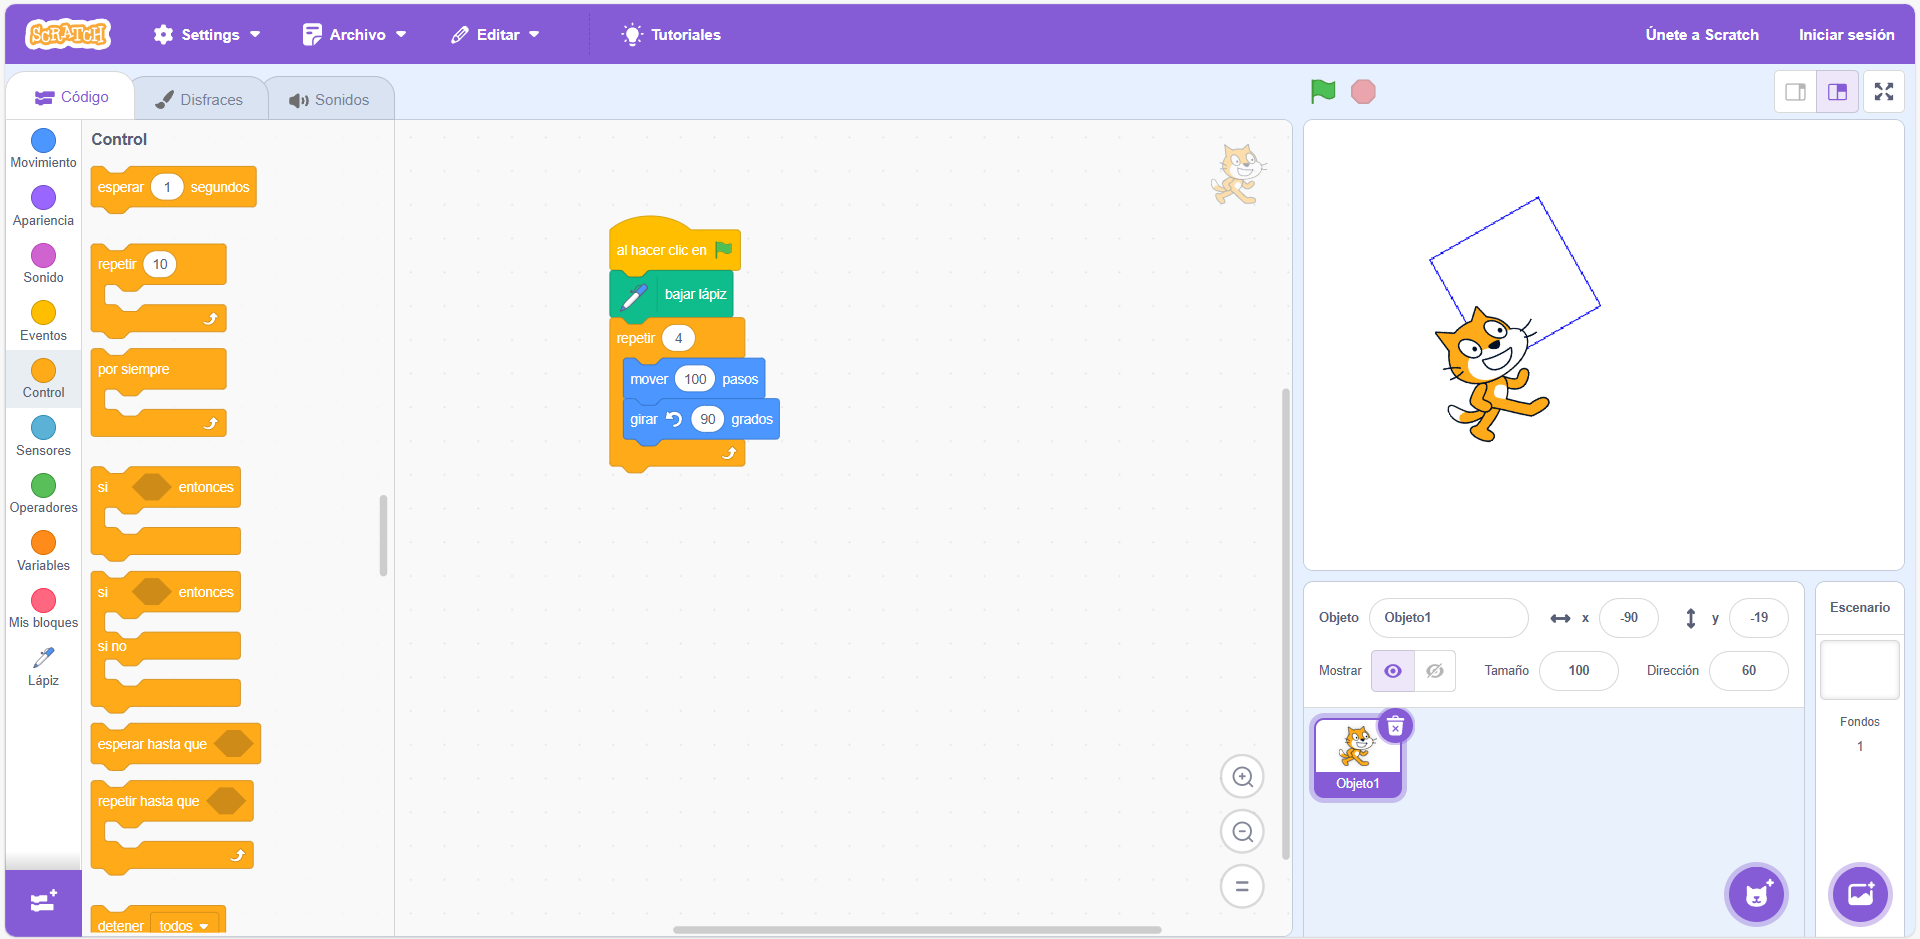 SCRATCH Settings Archivo Editar Tutoriales Únete a Scratch Iniciar sesión
Código Disfraces Sonidos
Movimiento
Apariencia
Sonido
Eventos
Control
Sensores
Operadores
Variables
Mis bloques
Lápiz
Control
esperar 1 segundos
repetir 10
por siempre
si entonces
si entonces
si no
esperar hasta que
repetir hasta que
detener todos
al hacer clic en
bajar lápiz
repetir 4
mover 100 pasos
girar 90 grados
Objeto Objeto1 x -90 y -19
Mostrar Tamaño 100 Dirección 60
Objeto1
Escenario
Fondos
1